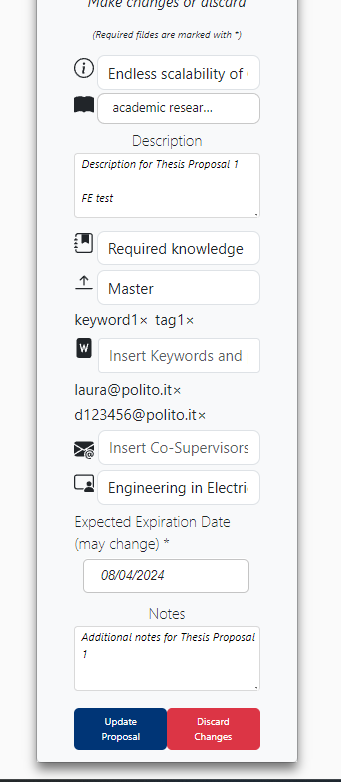 Make changes or discard
(Required fildes are marked with *)
Endless scalability of
academic resear...
Description
Description for Thesis Proposal 1
FE test
Required knowledge
Master
keyword1× tag1×
W
Insert Keywords and
laura@polito.it×
d123456@polito.it×
Insert Co-Supervisors
Engineering in Electri
Expected Expiration Date
(may change) *
08/04/2024
Notes
Additional notes for Thesis Proposal
1
Update
Proposal
Discard
Changes